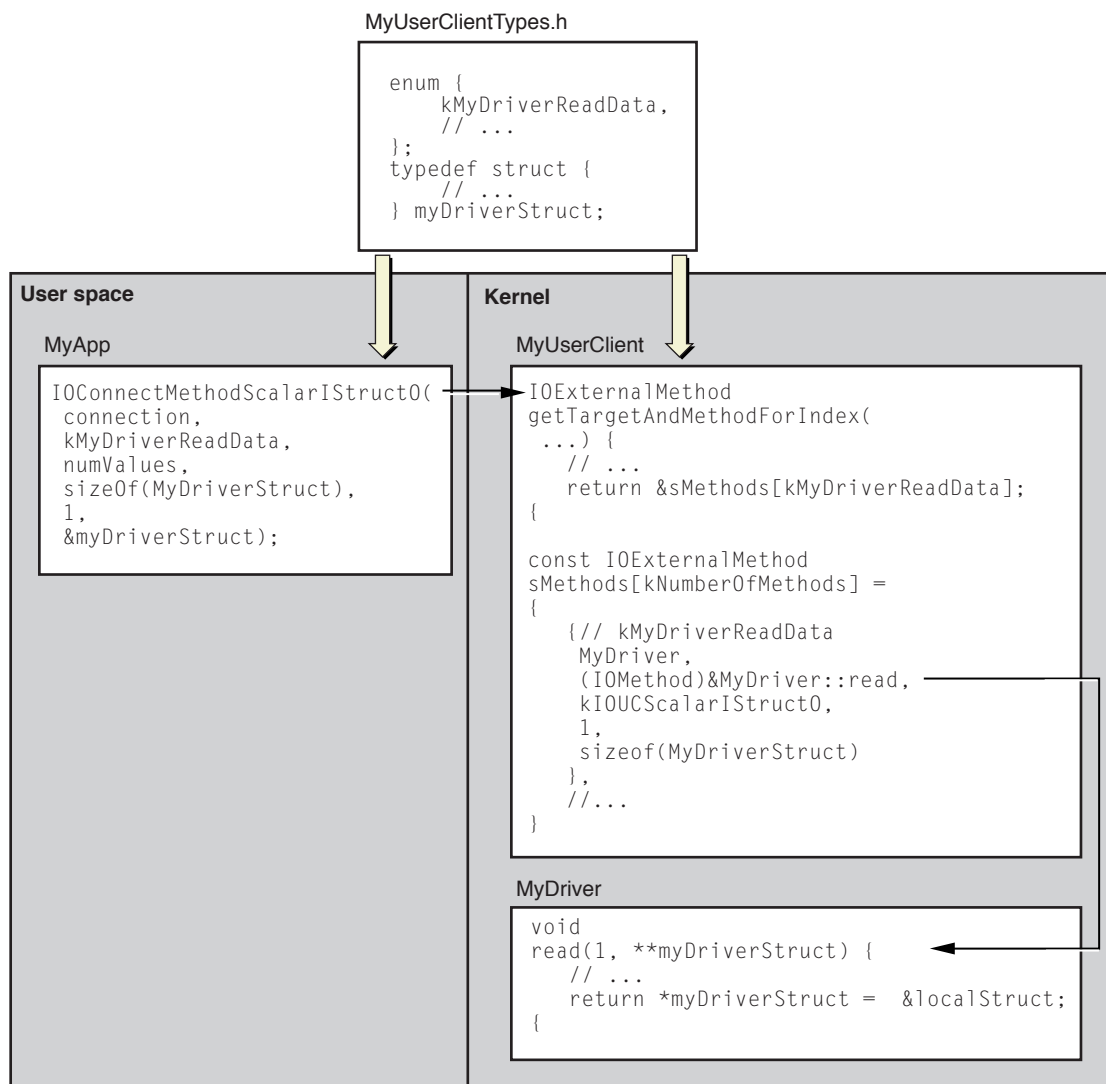 MyUserClientTypes.h
enum {
    kMyDriverReadData,
    // ...
};
typedef struct {
    // ...
} myDriverStruct;
User space
MyApp
IOConnectMethodScalarIStructO(
 connection,
 kMyDriverReadData,
 numValues,
 sizeOf(MyDriverStruct),
 1,
 &myDriverStruct);
Kernel
MyUserClient
IOExternalMethod
getTargetAndMethodForIndex(
 ...) {
   // ...
   return &sMethods[kMyDriverReadData];
{
const IOExternalMethod
sMethods[kNumberOfMethods] =
{
   {// kMyDriverReadData
    MyDriver,
    (IOMethod)&MyDriver::read,
    kIOUCScalarIStructO,
    1,
    sizeof(MyDriverStruct)
   },
   //...
}
MyDriver
void
read(1, **myDriverStruct) {
   // ...
   return *myDriverStruct =  &localStruct;
{